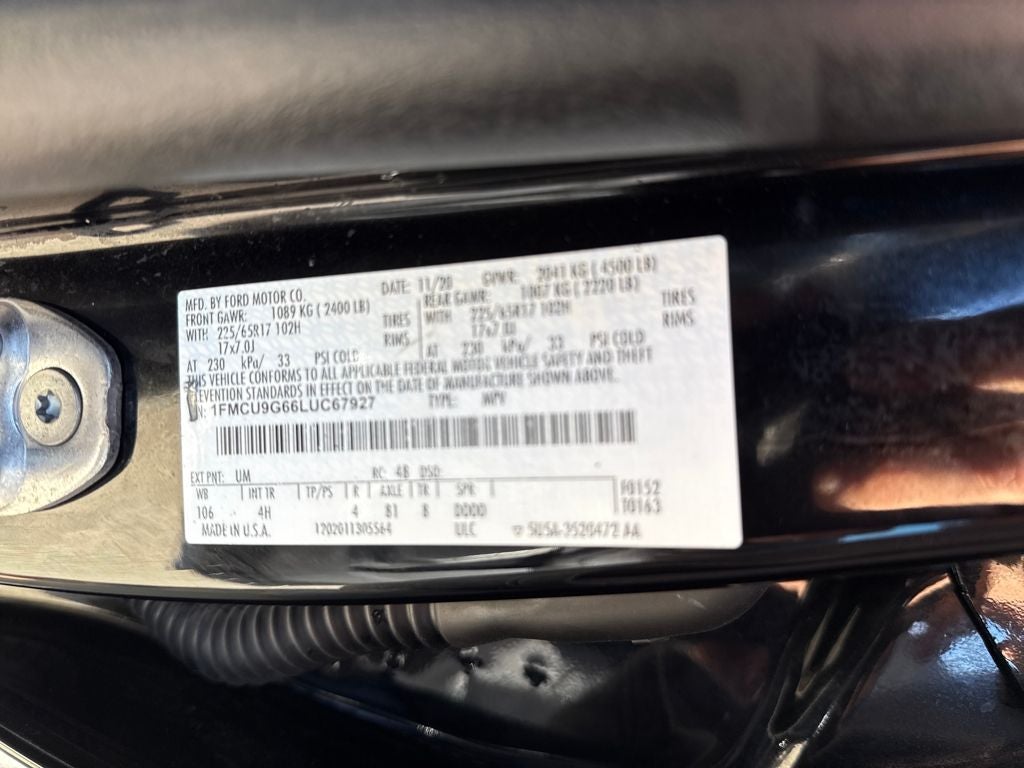 MFD. BY FORD MOTOR CO. DATE: 11/20 GVWR: 2041 KG ( 4500 LB)
FRONT GAWR: 1089 KG ( 2400 LB) REAR GAWR: 1007 KG ( 2220 LB)
WITH 225/65R17 102H TIRES WITH 225/65R17 102H TIRES
17x7.0J RIMS 17x7.0J RIMS
AT 230 kPa/ 33 PSI COLD AT 230 kPa/ 33 PSI COLD
THIS VEHICLE CONFORMS TO ALL APPLICABLE FEDERAL MOTOR VEHICLE SAFETY AND THEFT
PREVENTION STANDARDS IN EFFECT ON THE DATE OF MANUFACTURE SHOWN ABOVE.
1FMCU9G66LUC67927 TYPE: MPV
EXT PNT: UM RC: 48 DSO:
WB INT TR TP/PS R AXLE TR SPR F0152
106 4H 4 81 8 DDDD T0163
MADE IN U.S.A. 1202011305564 ULC